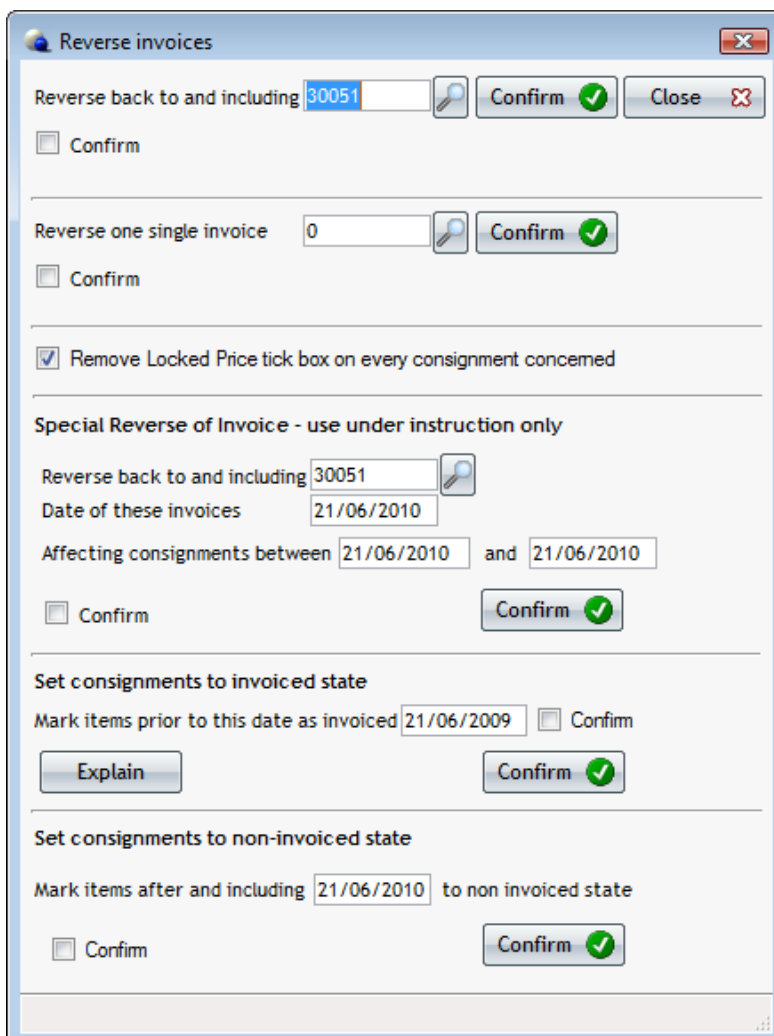 Reverse invoices
Reverse back to and including 30051 Confirm Close
Confirm
Reverse one single invoice 0 Confirm
Confirm
Remove Locked Price tick box on every consignment concerned
Special Reverse of Invoice - use under instruction only
Reverse back to and including 30051
Date of these invoices 21/06/2010
Affecting consignments between 21/06/2010 and 21/06/2010
Confirm Confirm
Set consignments to invoiced state
Mark items prior to this date as invoiced 21/06/2009 Confirm
Explain Confirm
Set consignments to non-invoiced state
Mark items after and including 21/06/2010 to non invoiced state
Confirm Confirm